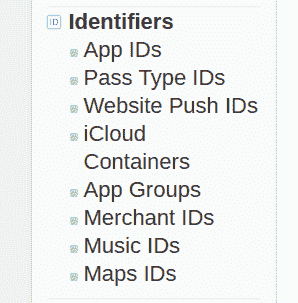 ID Identifiers
App IDs
Pass Type IDs
Website Push IDs
iCloud
Containers
App Groups
Merchant IDs
Music IDs
Maps IDs